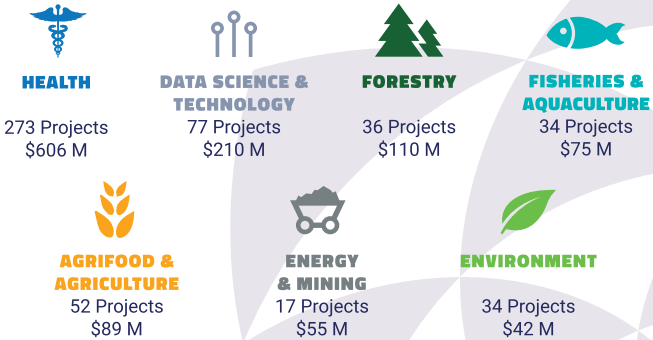 HEALTH
273 Projects
$606 M
DATA SCIENCE &
TECHNOLOGY
77 Projects
$210 M
FORESTRY
36 Projects
$110 M
FISHERIES &
AQUACULTURE
34 Projects
$75 M
AGRIFOOD &
AGRICULTURE
52 Projects
$89 M
ENERGY
& MINING
17 Projects
$55 M
ENVIRONMENT
34 Projects
$42 M